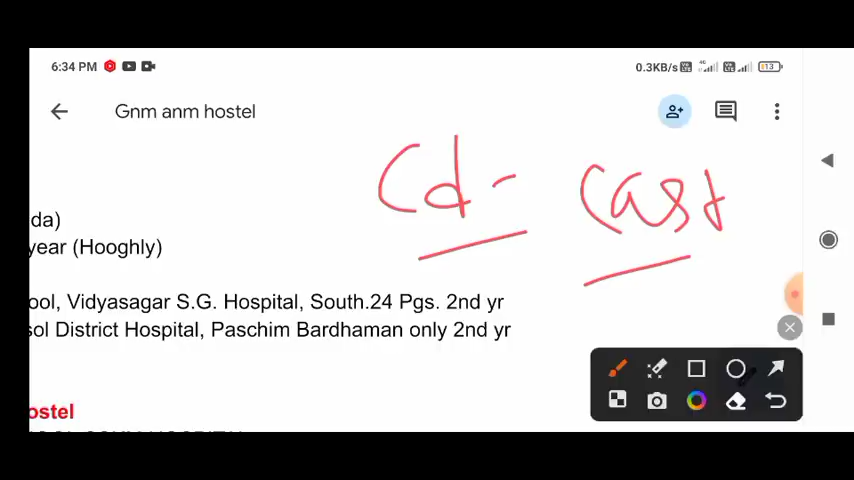 6:34 PM 0.3KB/s 13
Gnm anm hostel
Cd - Cast
da)
year (Hooghly)
ool, Vidyasagar S.G. Hospital, South.24 Pgs. 2nd yr
sol District Hospital, Paschim Bardhaman only 2nd yr
ostel